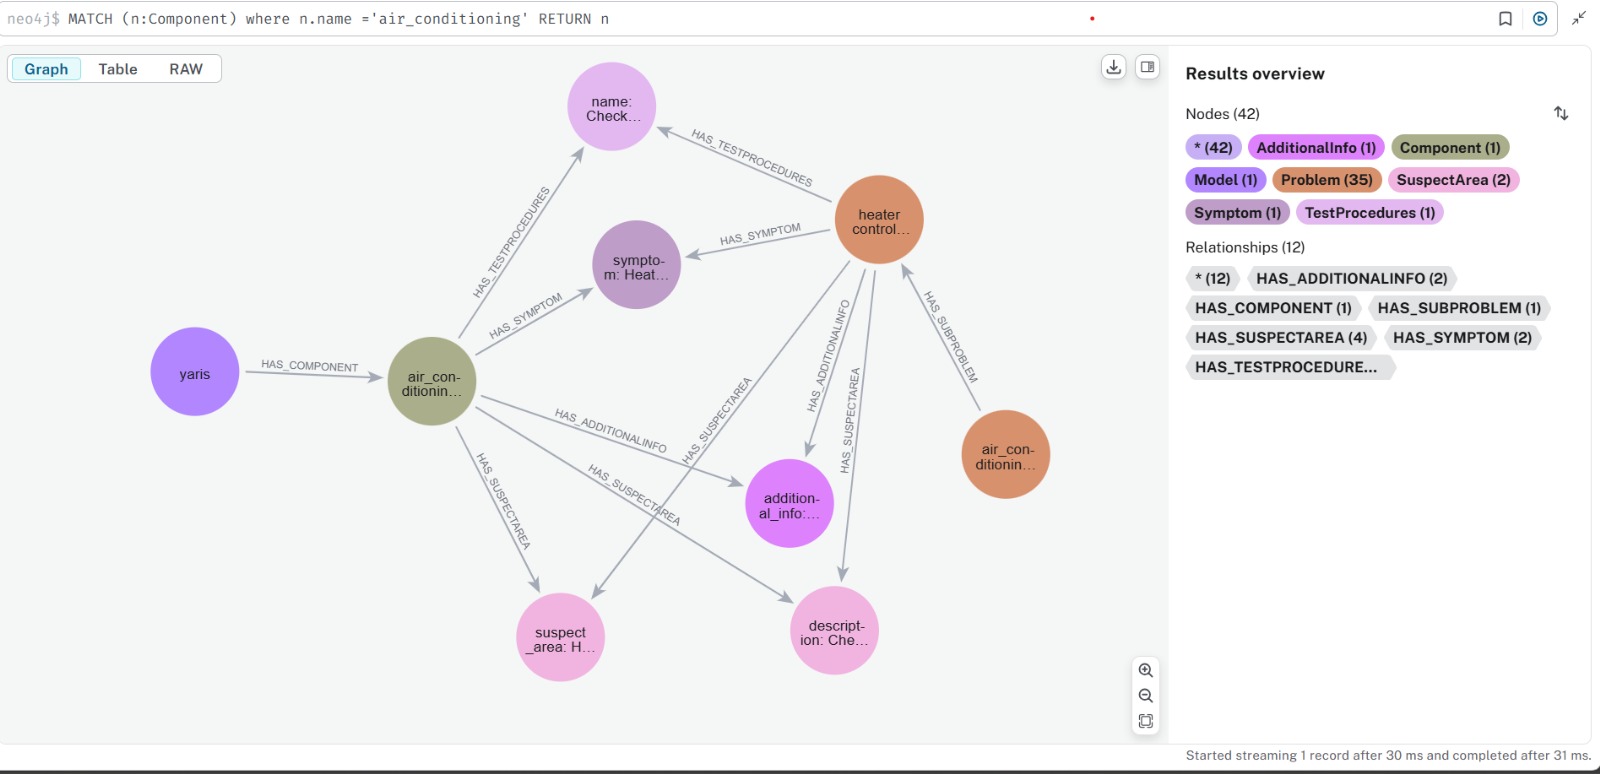 neo4j$ MATCH (n:Component) where n.name ='air_conditioning' RETURN n
Graph Table RAW
name:
Check...
HAS_TESTPROCEDURES
HAS_TESTPROCEDURES
heater
control...
sympto-
m: Heat...
HAS_SYMPTOM
HAS_SYMPTOM
yaris
HAS_COMPONENT
air_con-
ditionin...
HAS_ADDITIONALINFO
HAS_SUSPECTAREA
HAS_SUSPECTAREA
HAS_SUSPECTAREA
HAS_ADDITIONALINFO
HAS_SUSPECTAREA
HAS_SUBPROBLEM
air_con-
ditionin...
addition-
al_info:...
suspect
_area: H...
descript-
ion: Che...
Results overview
Nodes (42)
* (42) AdditionalInfo (1) Component (1)
Model (1) Problem (35) SuspectArea (2)
Symptom (1) TestProcedures (1)
Relationships (12)
* (12) HAS_ADDITIONALINFO (2)
HAS_COMPONENT (1) HAS_SUBPROBLEM (1)
HAS_SUSPECTAREA (4) HAS_SYMPTOM (2)
HAS_TESTPROCEDURE...
Started streaming 1 record after 30 ms and completed after 31 ms.